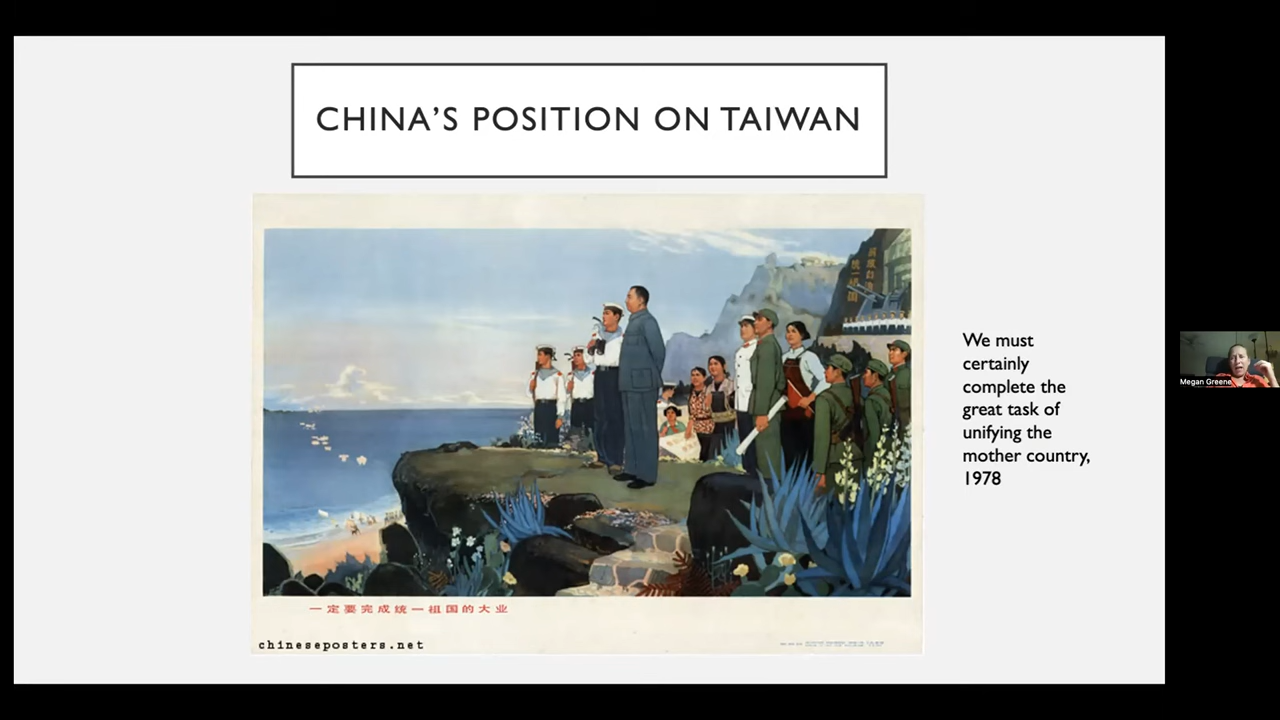 CHINA'S POSITION ON TAIWAN
一定要完成统一祖国的大业
chineseposters.net
We must
certainly
complete the
great task of
unifying the
mother country,
1978
Megan Greene